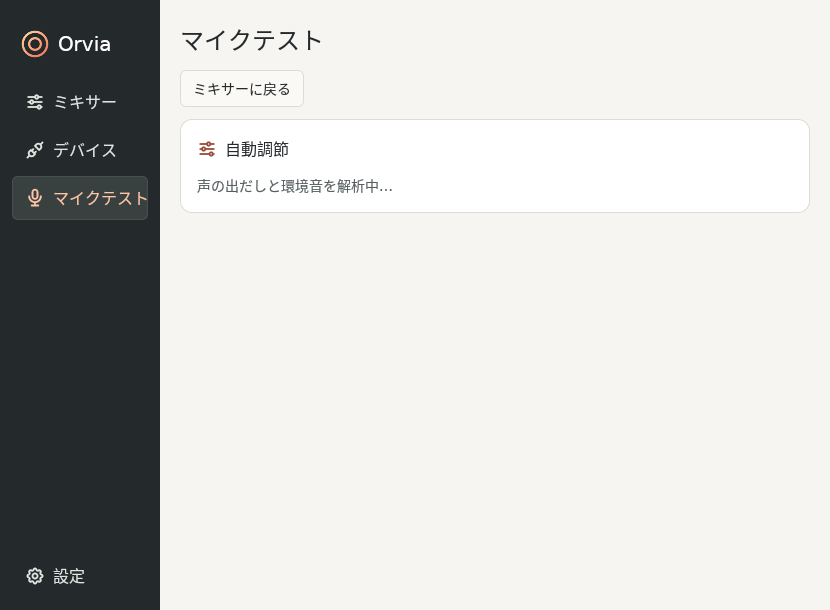 Orvia
ミキサー
デバイス
マイクテスト
設定
マイクテスト
ミキサーに戻る
自動調節
声の出だしと環境音を解析中...